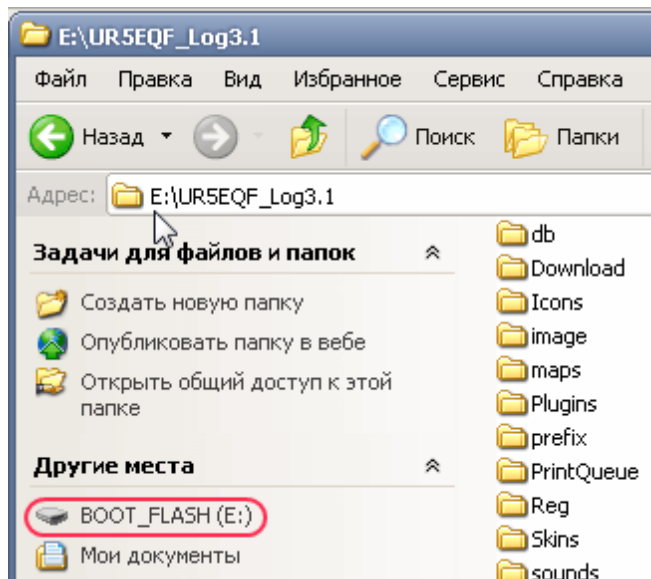 E:\UR5EQF_Log3.1
Файл Правка Вид Избранное Сервис Справка
Назад Поиск Папки
Адрес: E:\UR5EQF_Log3.1
Задачи для файлов и папок
Создать новую папку
Опубликовать папку в вебе
Открыть общий доступ к этой
папке
Другие места
BOOT_FLASH (E:)
Мои документы
db
Download
Icons
image
maps
Plugins
prefix
PrintQueue
Reg
Skins
sounds